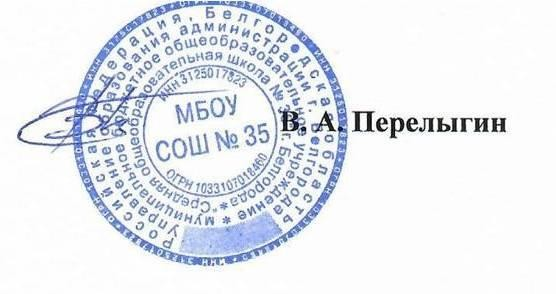 Российская Федерация, Белгородская область
Управление образования администрации г. Белгорода
муниципальное бюджетное общеобразовательное учреждение
"Средняя общеобразовательная школа № 35" г. Белгорода
ИНН 3125017823
МБОУ
СОШ № 35
ОГРН 1033107018460
В. А. Перелыгин